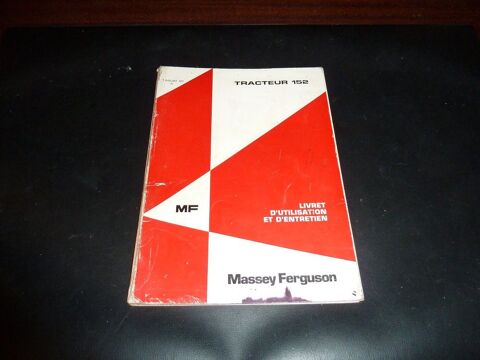 TRACTEUR 152
MF
LIVRET
D'UTILISATION
ET D'ENTRETIEN
Massey Ferguson